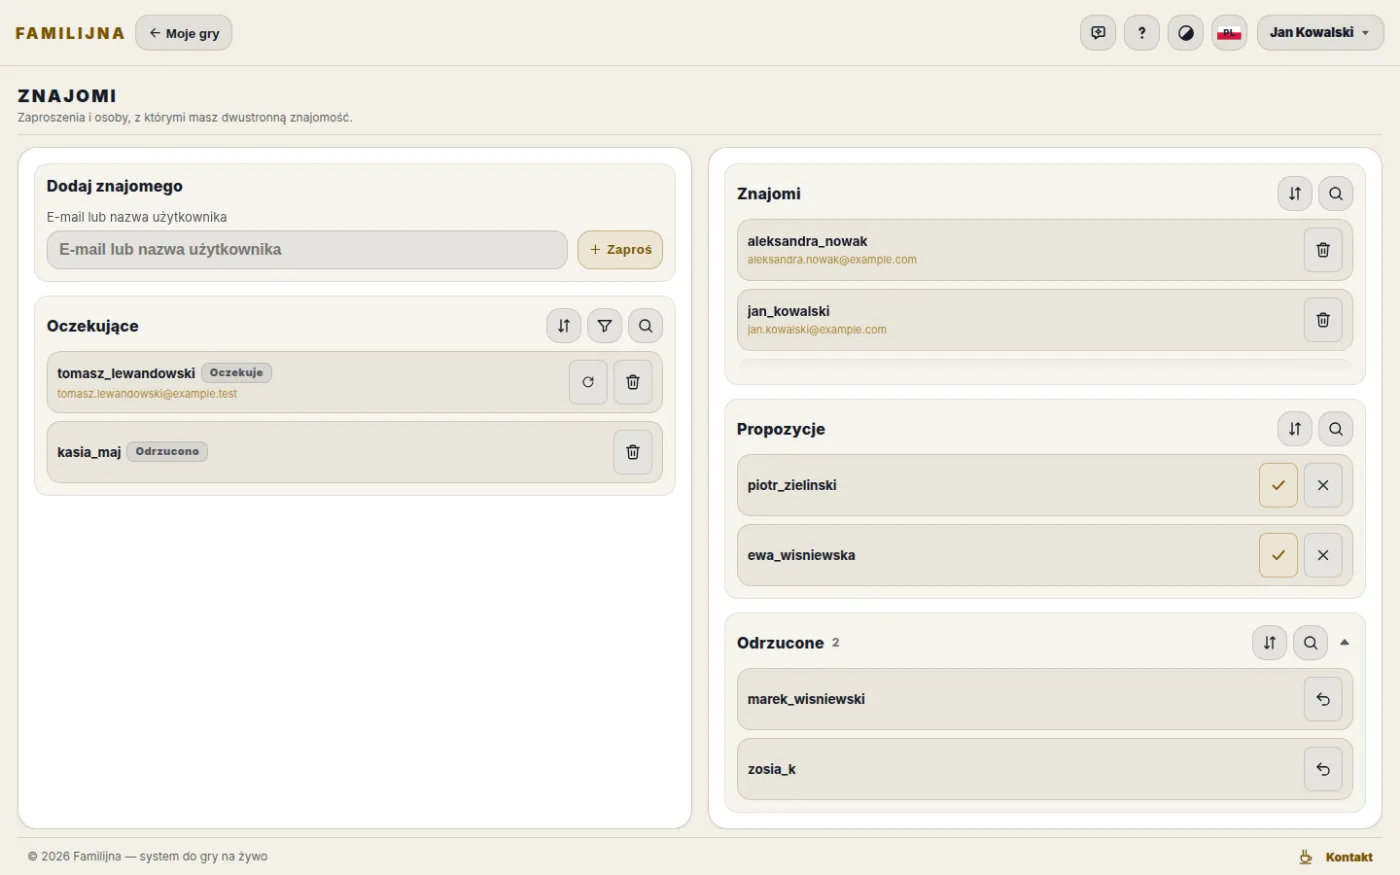 FAMILIJNA
← Moje gry
?
PL
Jan Kowalski
ZNAJOMI
Zaproszenia i osoby, z którymi masz dwustronną znajomość.
Dodaj znajomego
E-mail lub nazwa użytkownika
E-mail lub nazwa użytkownika
+ Zaproś
Oczekujące
tomasz_lewandowski Oczekuje
tomasz.lewandowski@example.test
kasia_maj Odrzucono
Znajomi
aleksandra_nowak
aleksandra.nowak@example.com
jan_kowalski
jan.kowalski@example.com
Propozycje
piotr_zielinski
ewa_wisniewska
Odrzucone 2
marek_wisniewski
zosia_k
© 2026 Familijna — system do gry na żywo
Kontakt